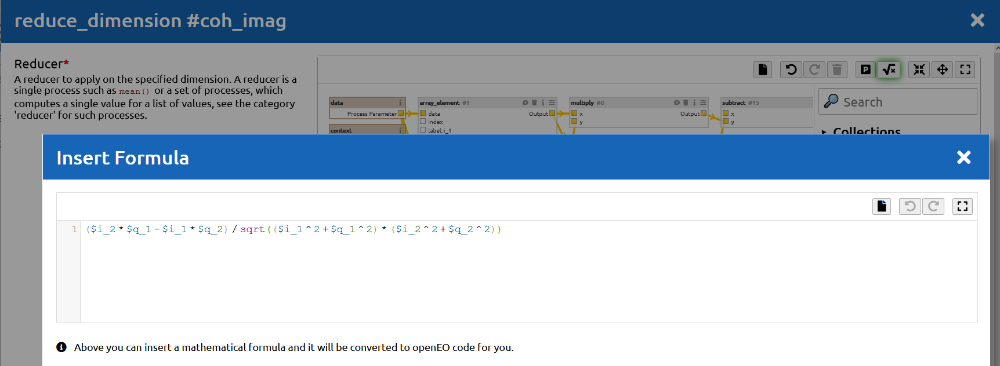 reduce_dimension #coh_imag
Reducer*
A reducer to apply on the specified dimension. A reducer is a
single process such as mean() or a set of processes, which
computes a single value for a list of values, see the category
'reducer' for such processes.
data
Process Parameter
context
array_element #1
data
index
label: i_1
Output
multiply #8
x
y
Output
subtract #15
x
y
Search
Collections
Insert Formula
1 ($i_2*$q_1-$i_1*$q_2)/sqrt(($i_1^2+$q_1^2)*($i_2^2+$q_2^2))
Above you can insert a mathematical formula and it will be converted to openEO code for you.